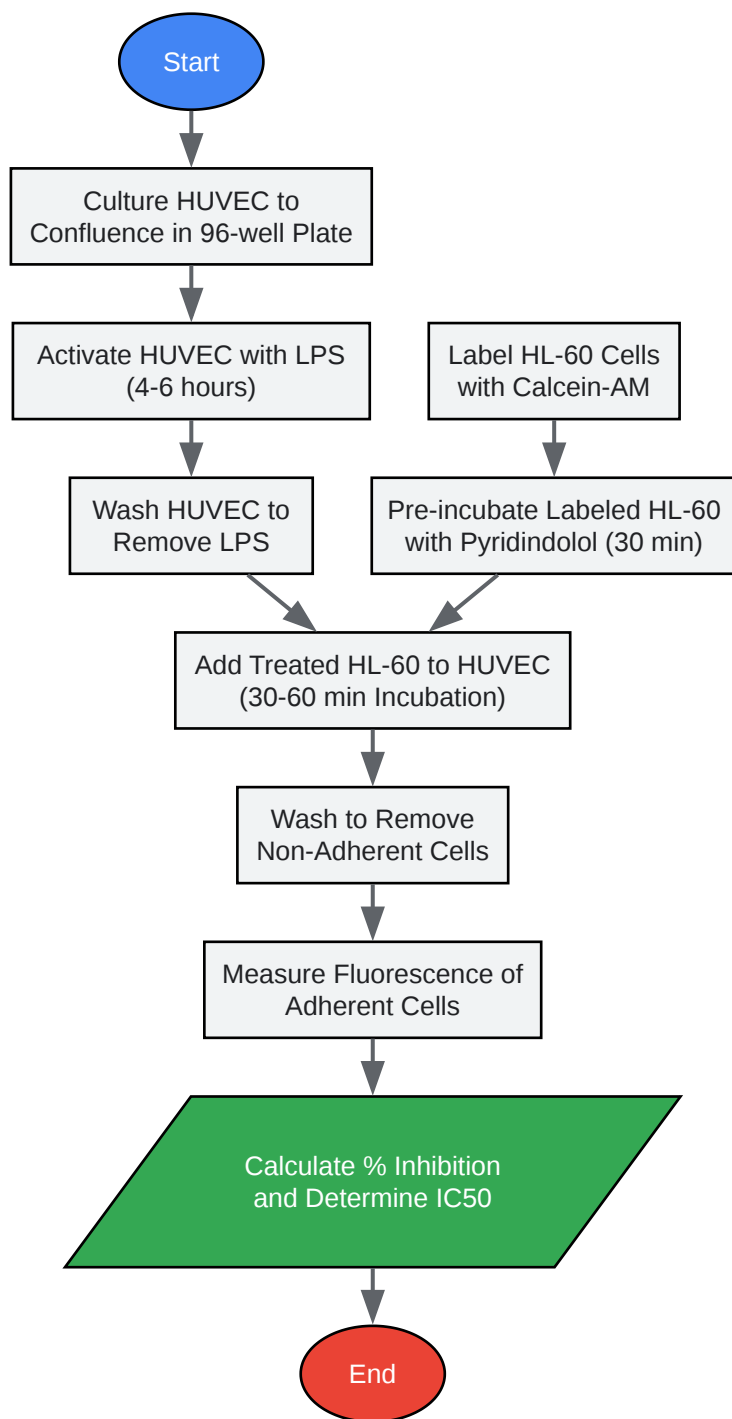 Start
Culture HUVEC to
Confluence in 96-well Plate
Activate HUVEC with LPS
(4-6 hours)
Label HL-60 Cells
with Calcein-AM
Wash HUVEC to
Remove LPS
Pre-incubate Labeled HL-60
with Pyridindolol (30 min)
Add Treated HL-60 to HUVEC
(30-60 min Incubation)
Wash to Remove
Non-Adherent Cells
Measure Fluorescence of
Adherent Cells
Calculate % Inhibition
and Determine IC50
End